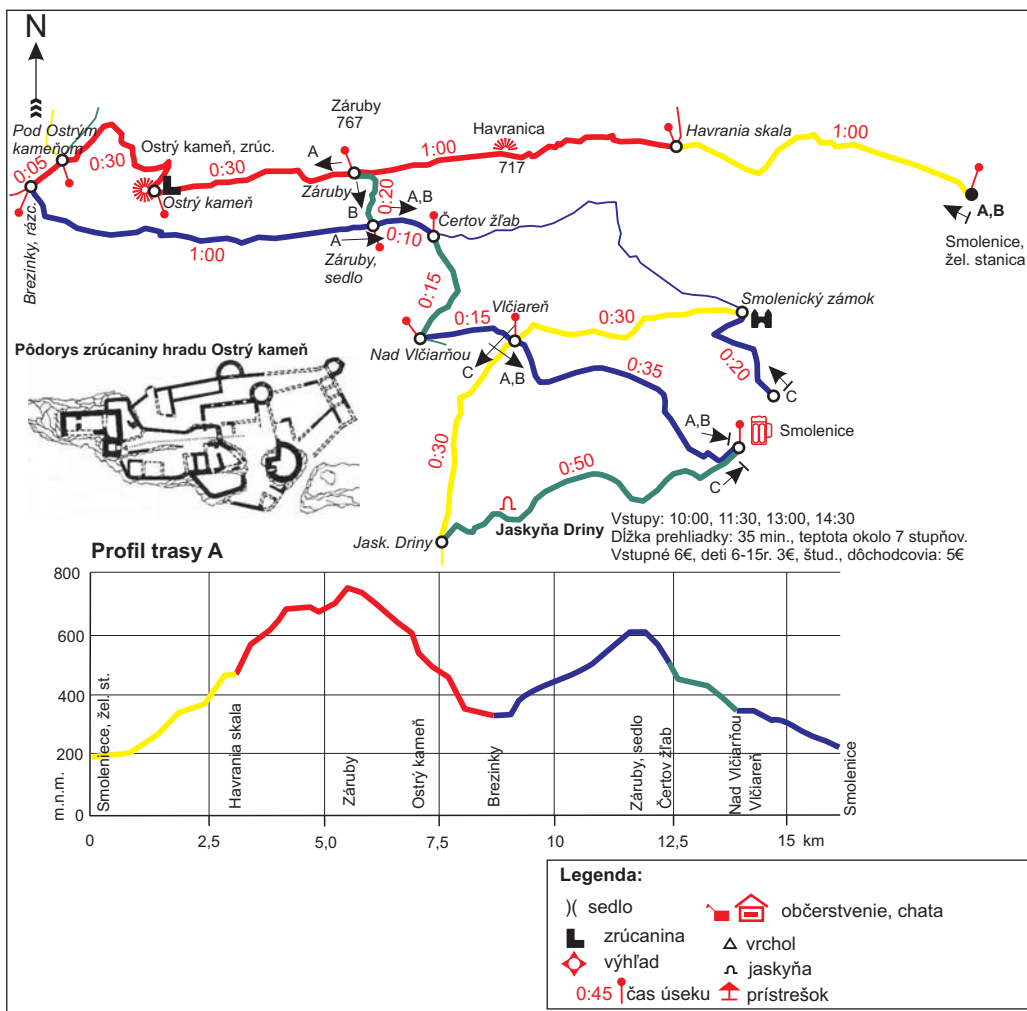 N
Pod Ostrým
kameňom
0:05
0:30
Ostrý kameň, zrúc.
0:30
Ostrý kameň
Brezinky, rázc.
1:00
Záruby
767
A
Záruby
B
0:20
A,B
A
0:10
Záruby,
sedlo
1:00
Havranica
717
Havrania skala
1:00
A,B
Smolenice,
žel. stanica
Čertov žľab
0:15
Nad Vlčiarňou
0:15
Vlčiareň
C
A,B
0:30
Smolenický zámok
0:20
C
0:35
A,B
Smolenice
C
0:30
0:50
Jask. Driny
Jaskyňa Driny
Vstupy: 10:00, 11:30, 13:00, 14:30
Dĺžka prehliadky: 35 min., teptota okolo 7 stupňov.
Vstupné 6€, deti 6-15r. 3€, štud., dôchodcovia: 5€
Pôdorys zrúcaniny hradu Ostrý kameň
Profil trasy A
m.n.m.
800
600
400
200
0
Smoleniece, žel. st.
Havrania skala
Záruby
Ostrý kameň
Brezinky
Záruby, sedlo
Čertov žľab
Nad Vlčiarňou
Vlčiareň
Smolenice
0
2,5
5,0
7,5
10
12,5
15
km
Legenda:
)( sedlo
zrúcanina
výhľad
0:45 čas úseku
občerstvenie, chata
vrchol
jaskyňa
prístrešok